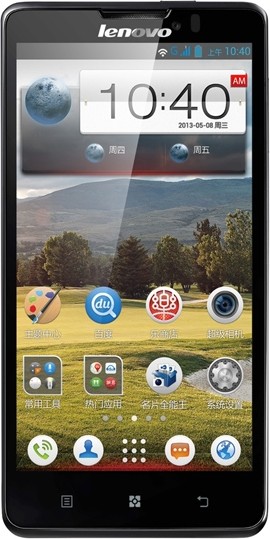 lenovo
G 上午 10:40
10:40 AM
2013-05-08 周三
周四 周五
主题中心 百度 乐商店 超级相机
常用工具 热门应用 名片全能王 系统设置